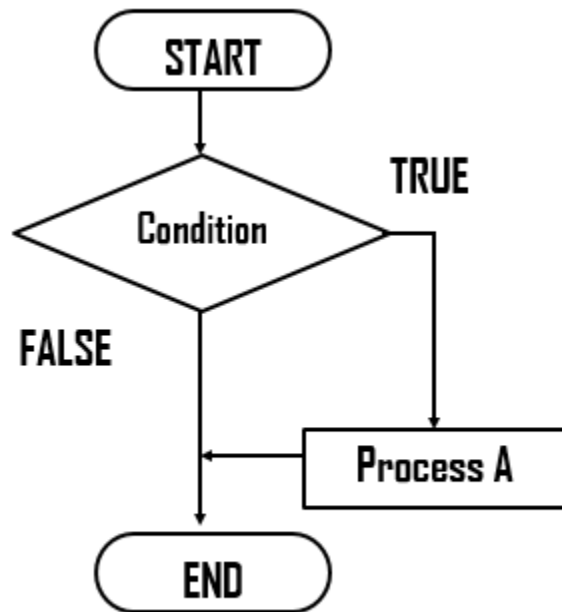 START
TRUE
Condition
FALSE
Process A
END